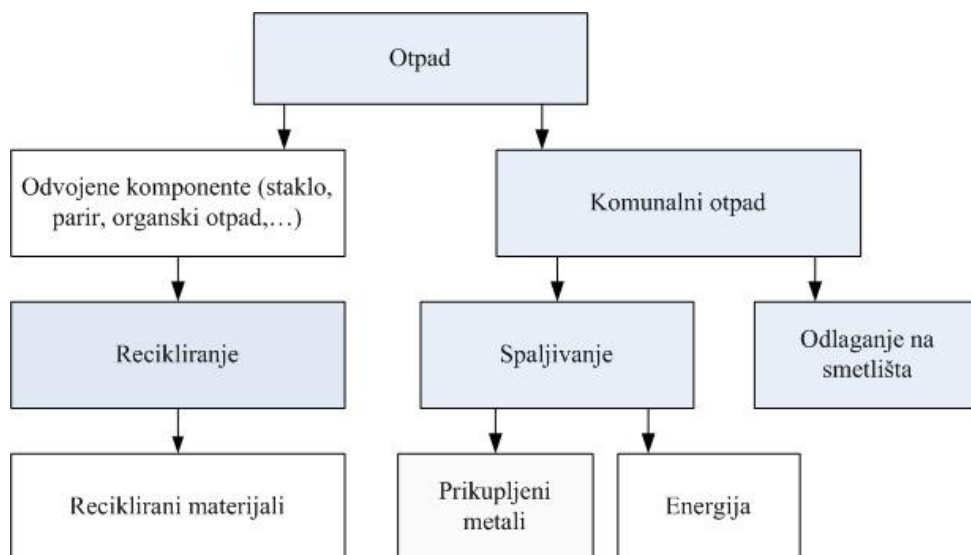 Otpad
Odvojene komponente (staklo,
parir, organski otpad,...)
Komunalni otpad
Recikliranje
Spaljivanje
Odlaganje na
smetlišta
Reciklirani materijali
Prikupljeni
metali
Energija